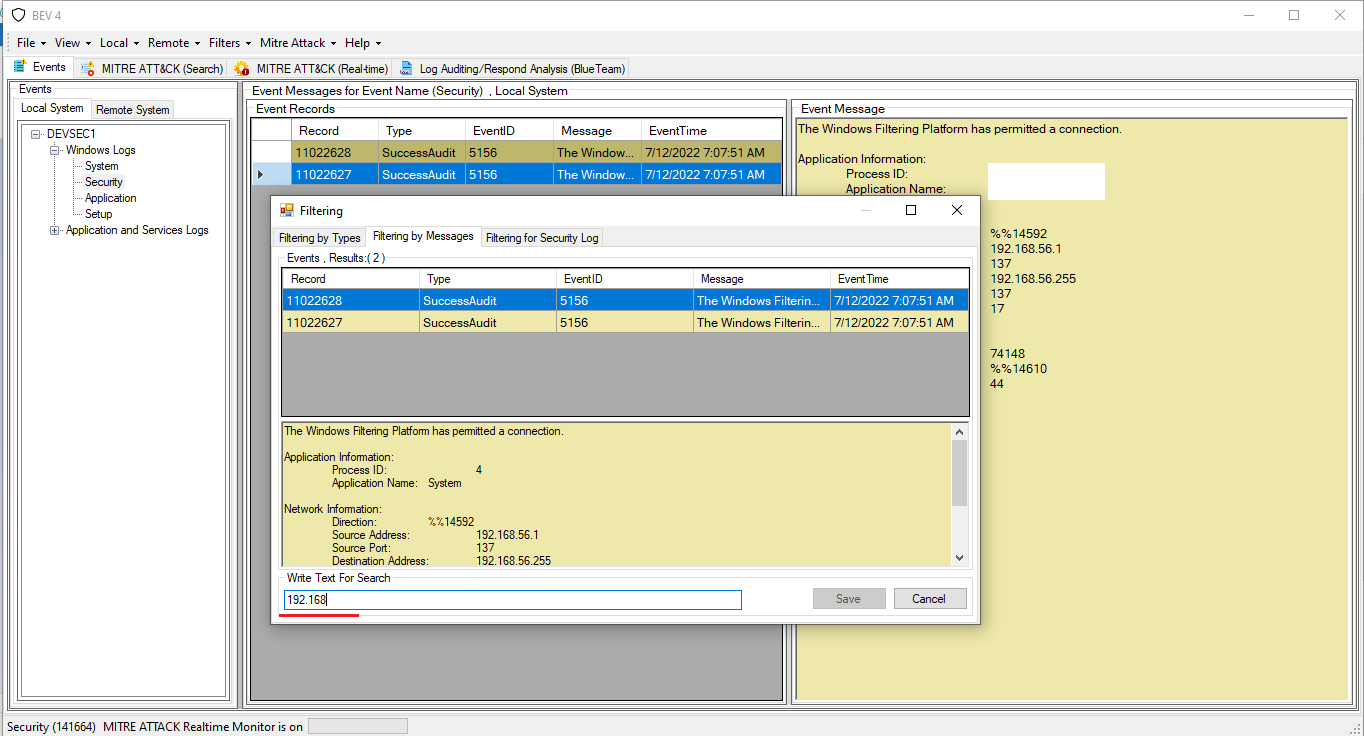 BEV 4
File View Local Remote Filters Mitre Attack Help
Events MITRE ATT&CK (Search) MITRE ATT&CK (Real-time) Log Auditing/Respond Analysis (BlueTeam)
Events
Local System Remote System
DEVSEC1
Windows Logs
System
Security
Application
Setup
Application and Services Logs
Event Messages for Event Name (Security) , Local System
Event Records
Record Type EventID Message EventTime
11022628 SuccessAudit 5156 The Window... 7/12/2022 7:07:51 AM
11022627 SuccessAudit 5156 The Window... 7/12/2022 7:07:51 AM
Event Message
The Windows Filtering Platform has permitted a connection.
Application Information:
Process ID:
Application Name:
%%14592
192.168.56.1
137
192.168.56.255
137
17
74148
%%14610
44
Filtering
Filtering by Types Filtering by Messages Filtering for Security Log
Events , Results:( 2 )
Record Type EventID Message EventTime
11022628 SuccessAudit 5156 The Windows Filterin... 7/12/2022 7:07:51 AM
11022627 SuccessAudit 5156 The Windows Filterin... 7/12/2022 7:07:51 AM
The Windows Filtering Platform has permitted a connection.
Application Information:
Process ID: 4
Application Name: System
Network Information:
Direction: %%14592
Source Address: 192.168.56.1
Source Port: 137
Destination Address: 192.168.56.255
Write Text For Search
192.168
Save Cancel
Security (141664) MITRE ATTACK Realtime Monitor is on